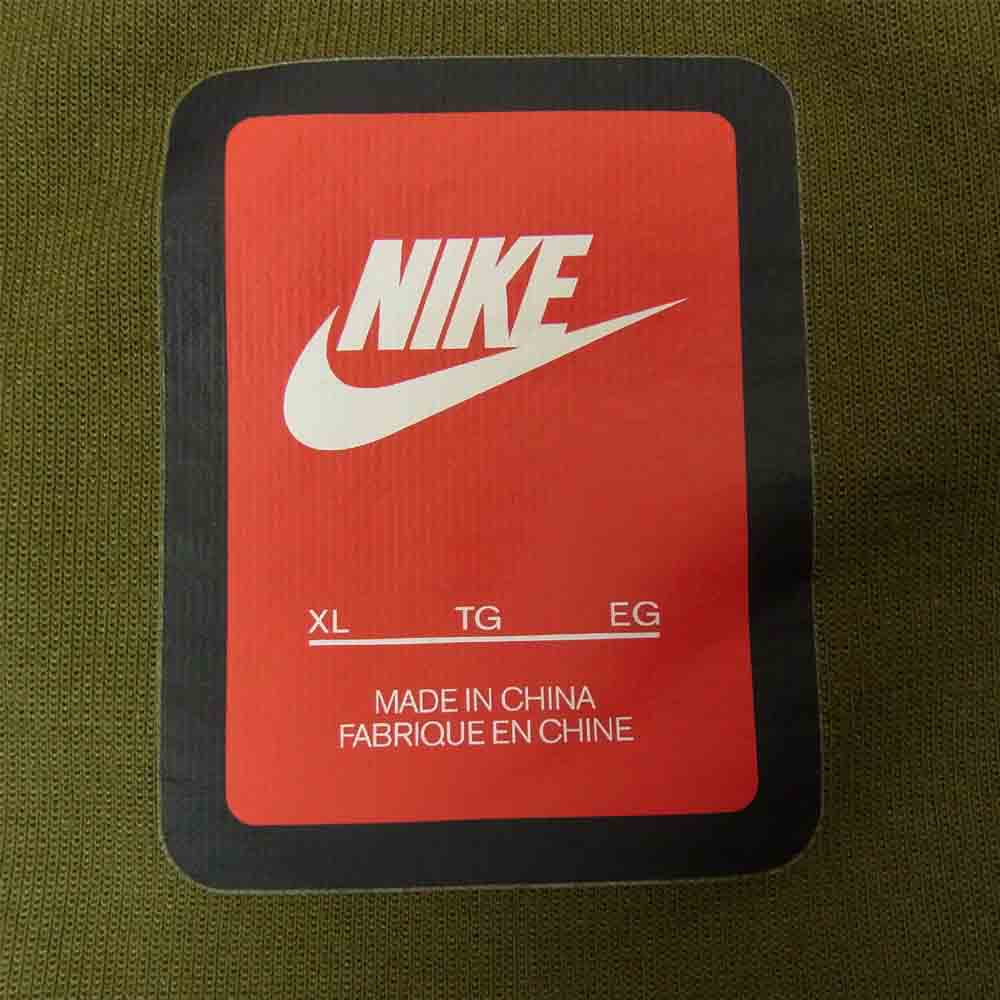 NIKE
XL TG EG
MADE IN CHINA
FABRIQUE EN CHINE